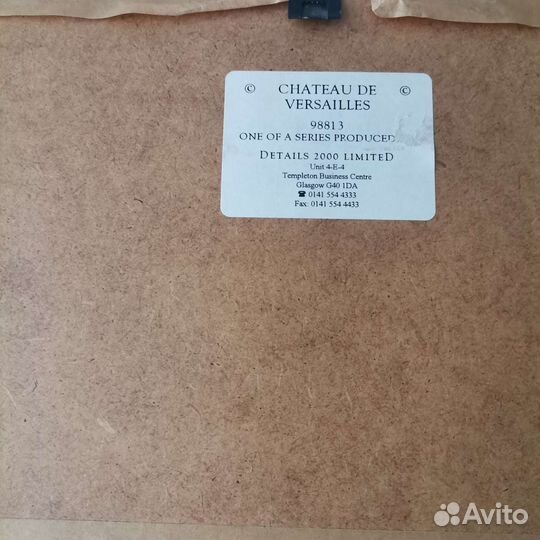 © CHATEAU DE ©
VERSAILLES
98813
ONE OF A SERIES PRODUCED
DETAILS 2000 LIMITED
Unit 4-E-4
Templeton Business Centre
Glasgow G40 1DA
☎ 0141 554 4333
Fax: 0141 554 4433
Avito